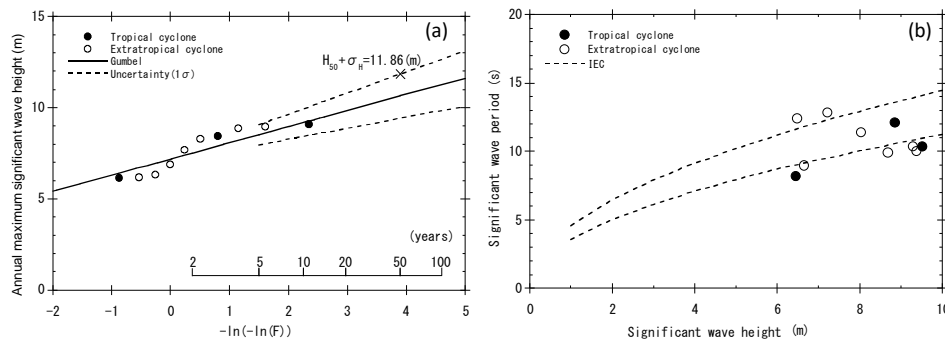 (a)
Tropical cyclone
Extratropical cyclone
Gumbel
Uncertainty(1σ)
H50+σH=11.86(m)
Annual maximum significant wave height (m)
15
10
5
0
(years)
2 5 10 20 50 100
-2 -1 0 1 2 3 4 5
-ln(-ln(F))
(b)
Tropical cyclone
Extratropical cyclone
IEC
Significant wave period (s)
20
15
10
5
0
0 2 4 6 8 10
Significant wave height (m)